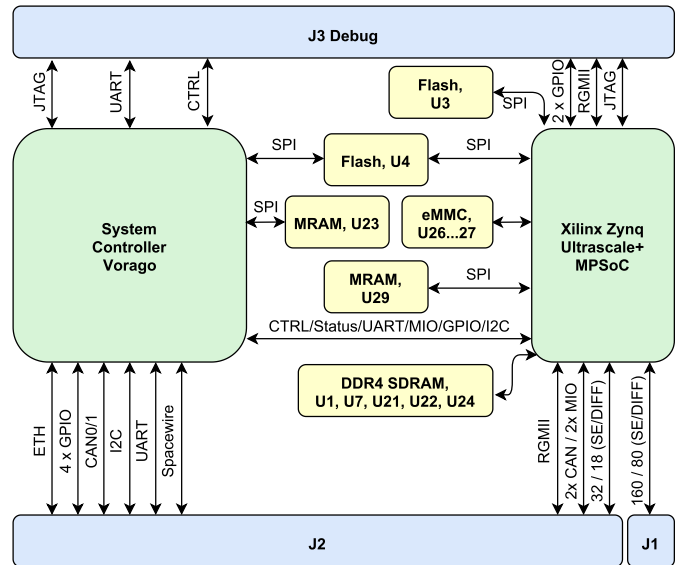 J3 Debug
JTAG
UART
CTRL
2 x GPIO
RGMII
JTAG
Flash,
U3
SPI
SPI
Flash, U4
SPI
System
Controller
Vorago
SPI
MRAM, U23
eMMC,
U26...27
Xilinx Zynq
Ultrascale+
MPSoC
MRAM,
U29
SPI
CTRL/Status/UART/MIO/GPIO/I2C
DDR4 SDRAM,
U1, U7, U21, U22, U24
ETH
4 x GPIO
CAN0/1
I2C
UART
Spacewire
RGMII
2x CAN / 2x MIO
32 / 18 (SE/DIFF)
160 / 80 (SE/DIFF)
J2
J1